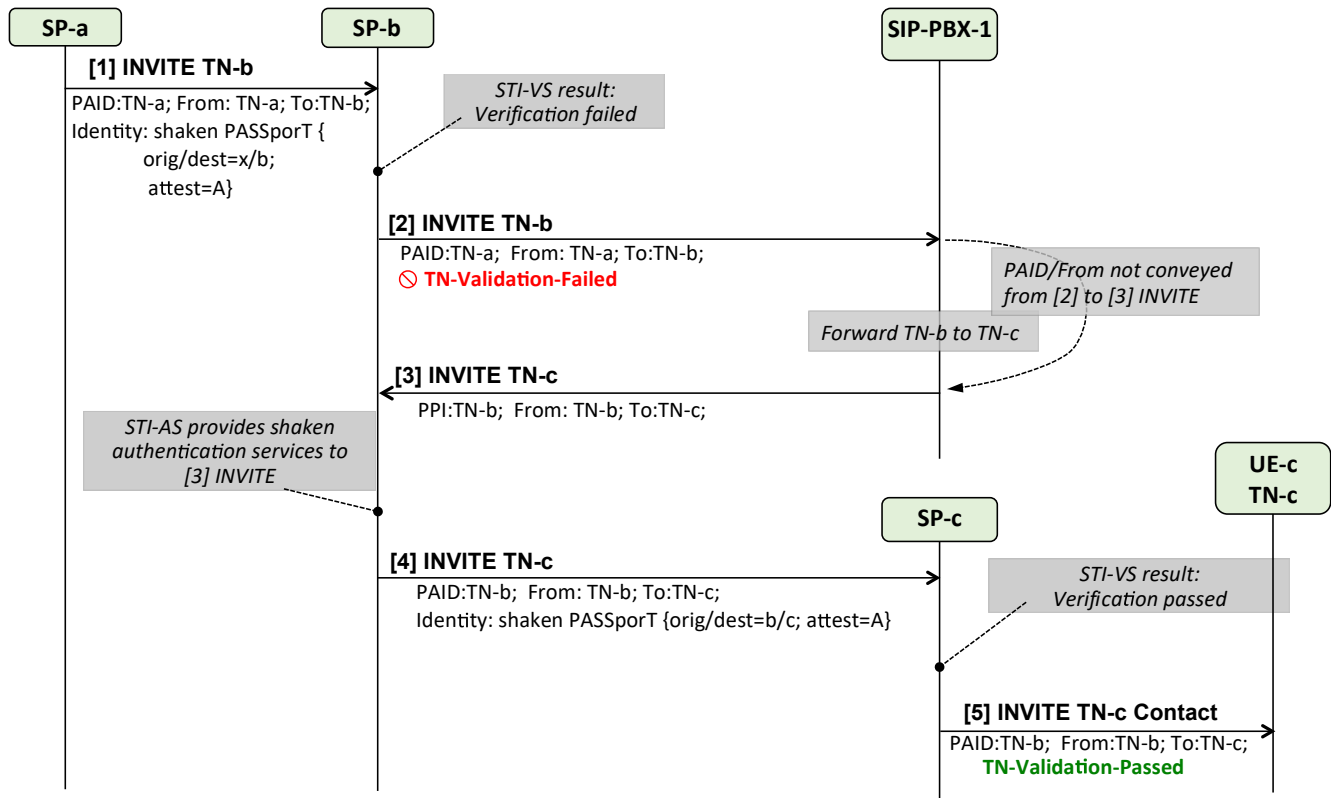 SP-a
SP-b
SIP-PBX-1
[1] INVITE TN-b
PAID:TN-a; From: TN-a; To:TN-b;
Identity: shaken PASSporT {
orig/dest=x/b;
attest=A}
STI-VS result:
Verification failed
[2] INVITE TN-b
PAID:TN-a; From: TN-a; To:TN-b;
TN-Validation-Failed
PAID/From not conveyed
from [2] to [3] INVITE
Forward TN-b to TN-c
[3] INVITE TN-c
PPI:TN-b; From: TN-b; To:TN-c;
STI-AS provides shaken
authentication services to
[3] INVITE
UE-c
TN-c
SP-c
[4] INVITE TN-c
PAID:TN-b; From: TN-b; To:TN-c;
Identity: shaken PASSporT {orig/dest=b/c; attest=A}
STI-VS result:
Verification passed
[5] INVITE TN-c Contact
PAID:TN-b; From:TN-b; To:TN-c;
TN-Validation-Passed